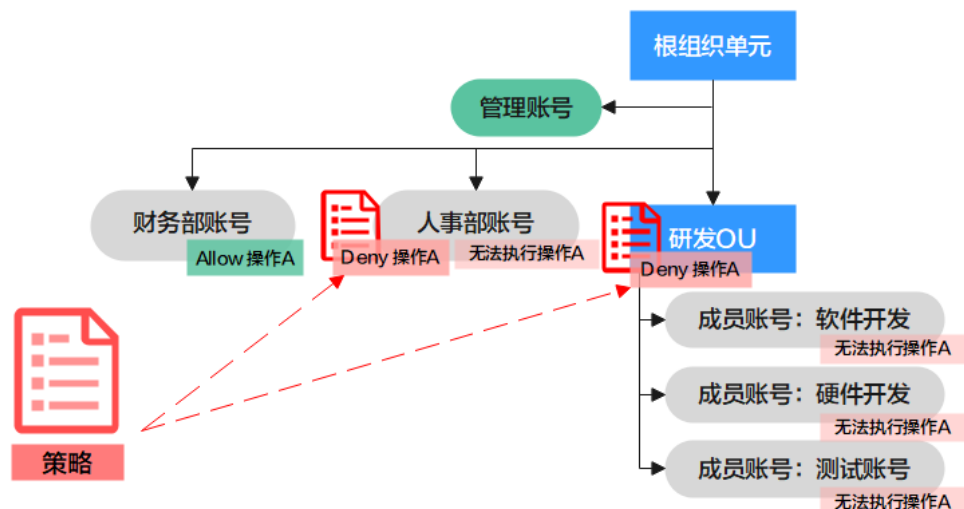 根组织单元
管理账号
财务部账号
Allow 操作A
Deny 操作A
人事部账号
无法执行操作A
研发OU
Deny 操作A
成员账号：软件开发
无法执行操作A
成员账号：硬件开发
无法执行操作A
成员账号：测试账号
无法执行操作A
策略